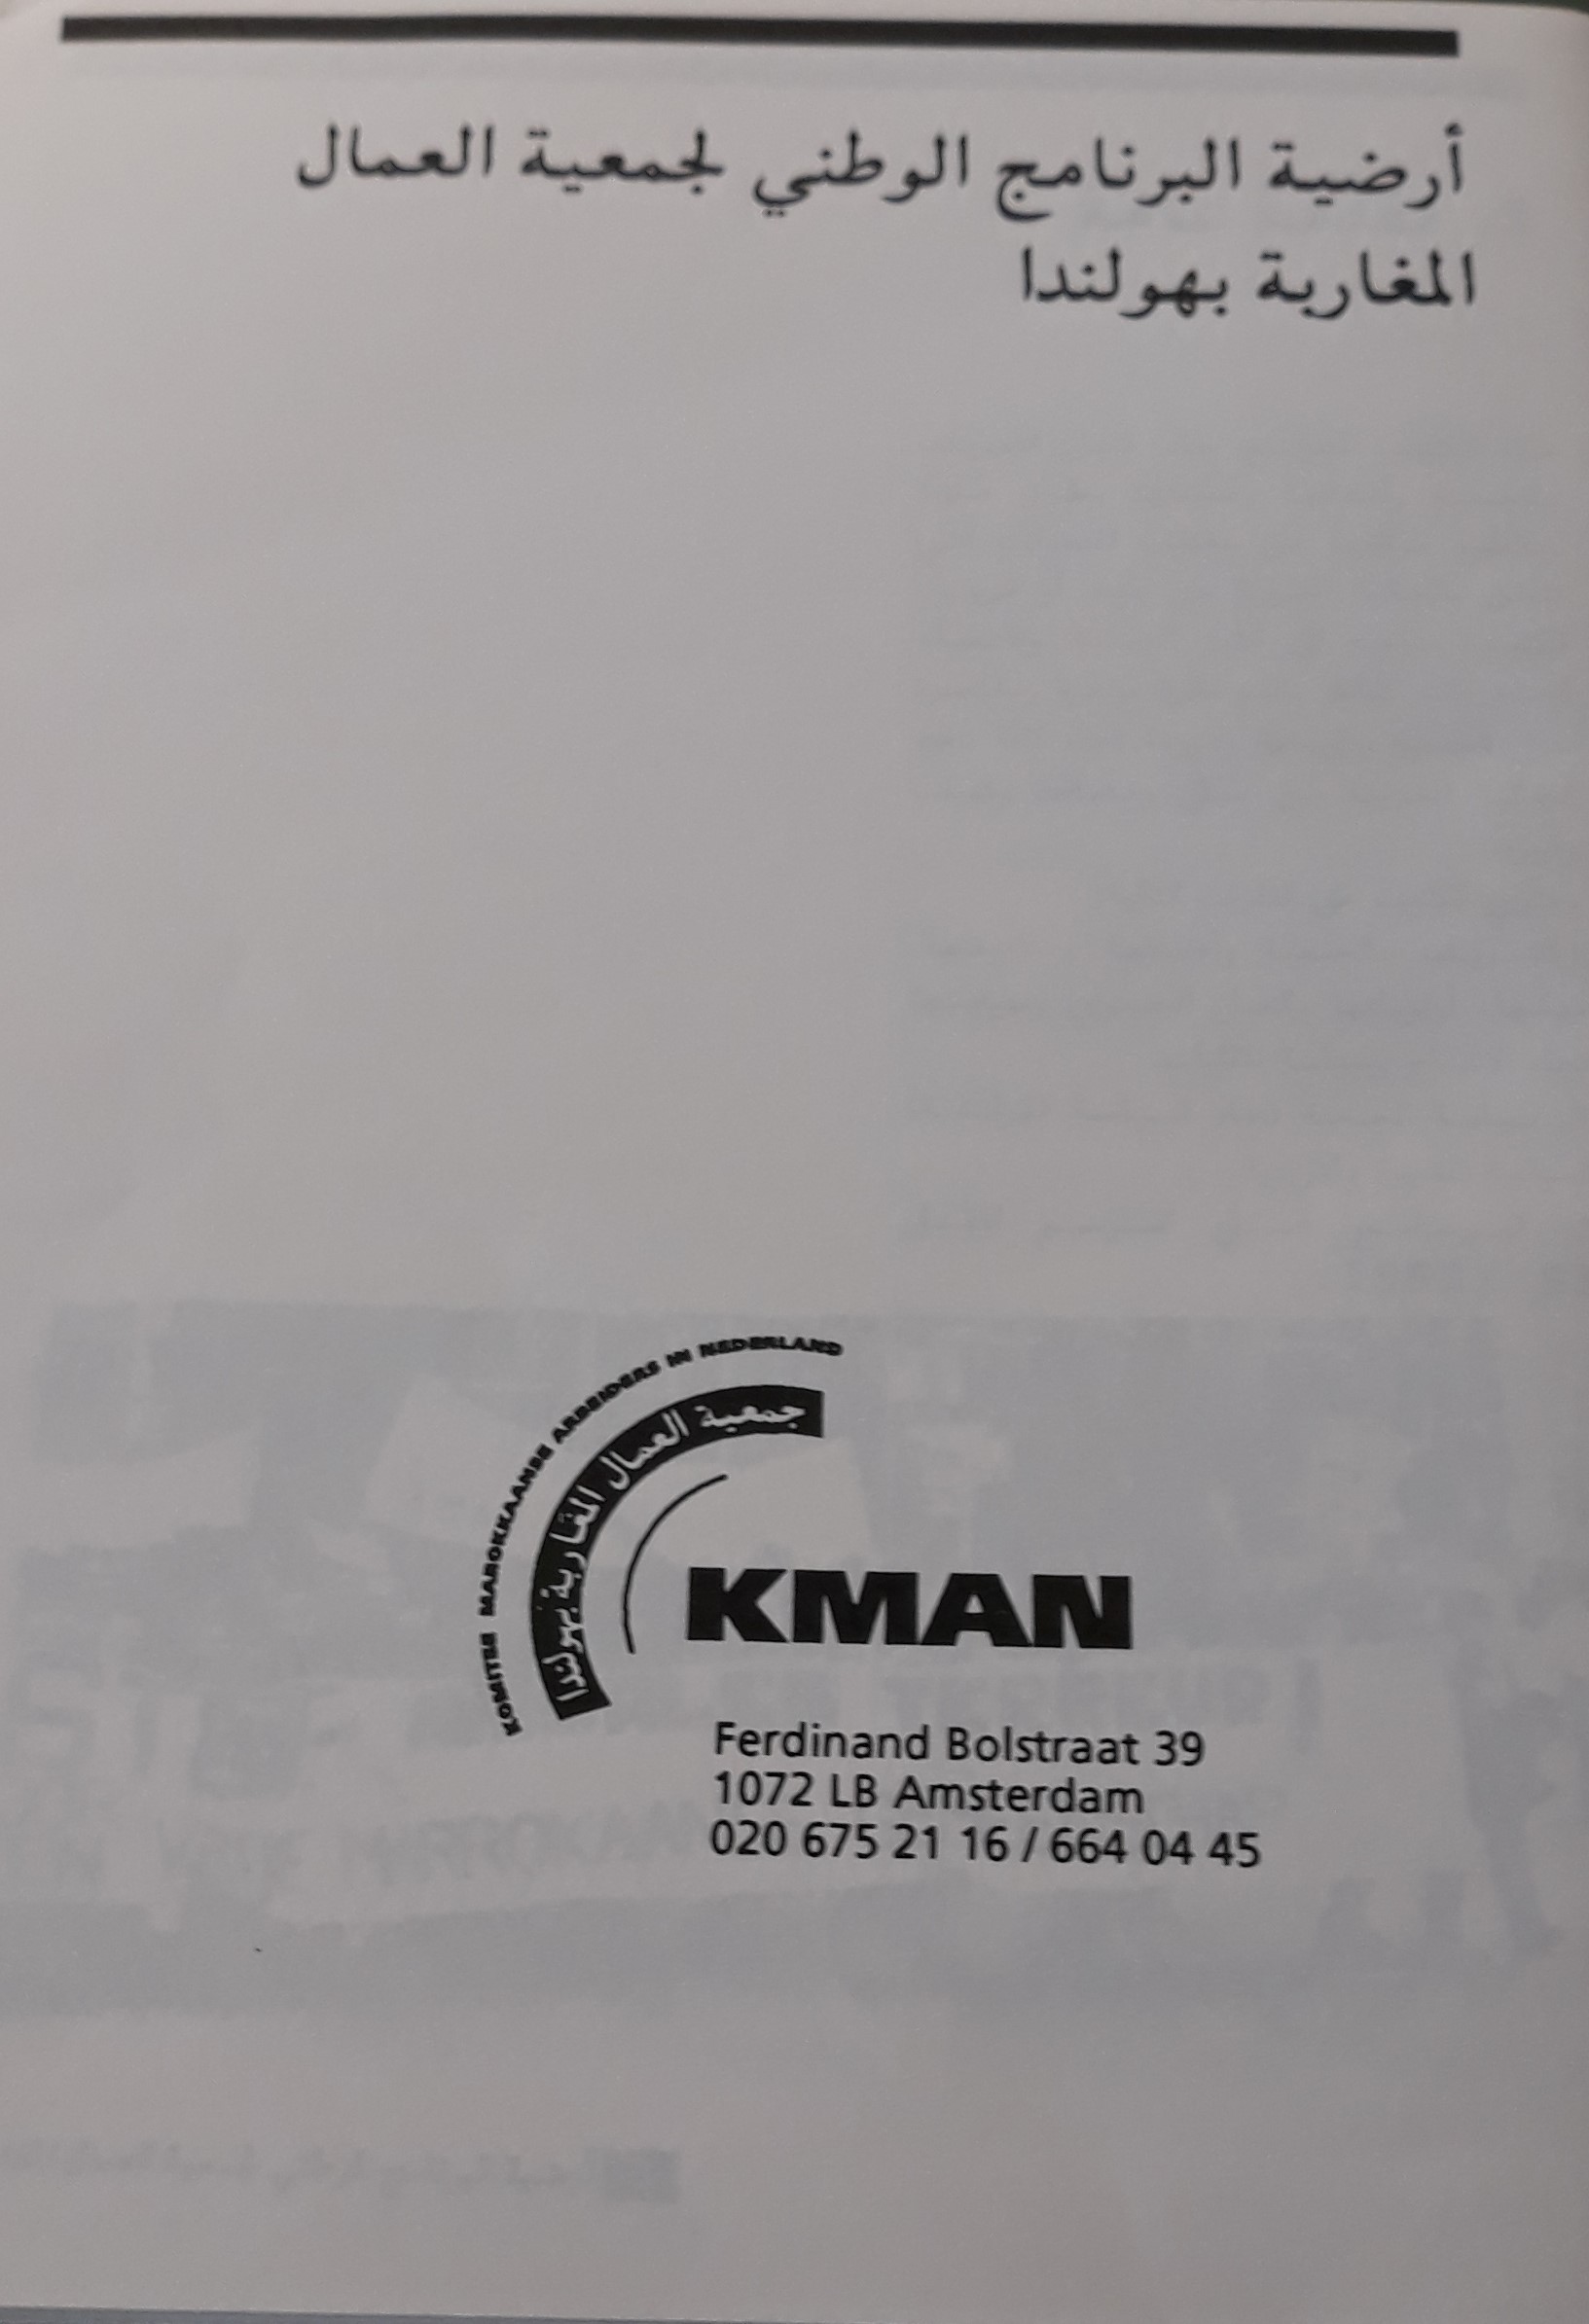 أرضية البرنامج الوطني لجمعية العمال
المغاربة بهولندا
KOMITEE MAROKKAANSE ARBEIDERS IN NEDERLAND
جمعية العمال المغاربة بهولندا
KMAN
Ferdinand Bolstraat 39
1072 LB Amsterdam
020 675 21 16 / 664 04 45